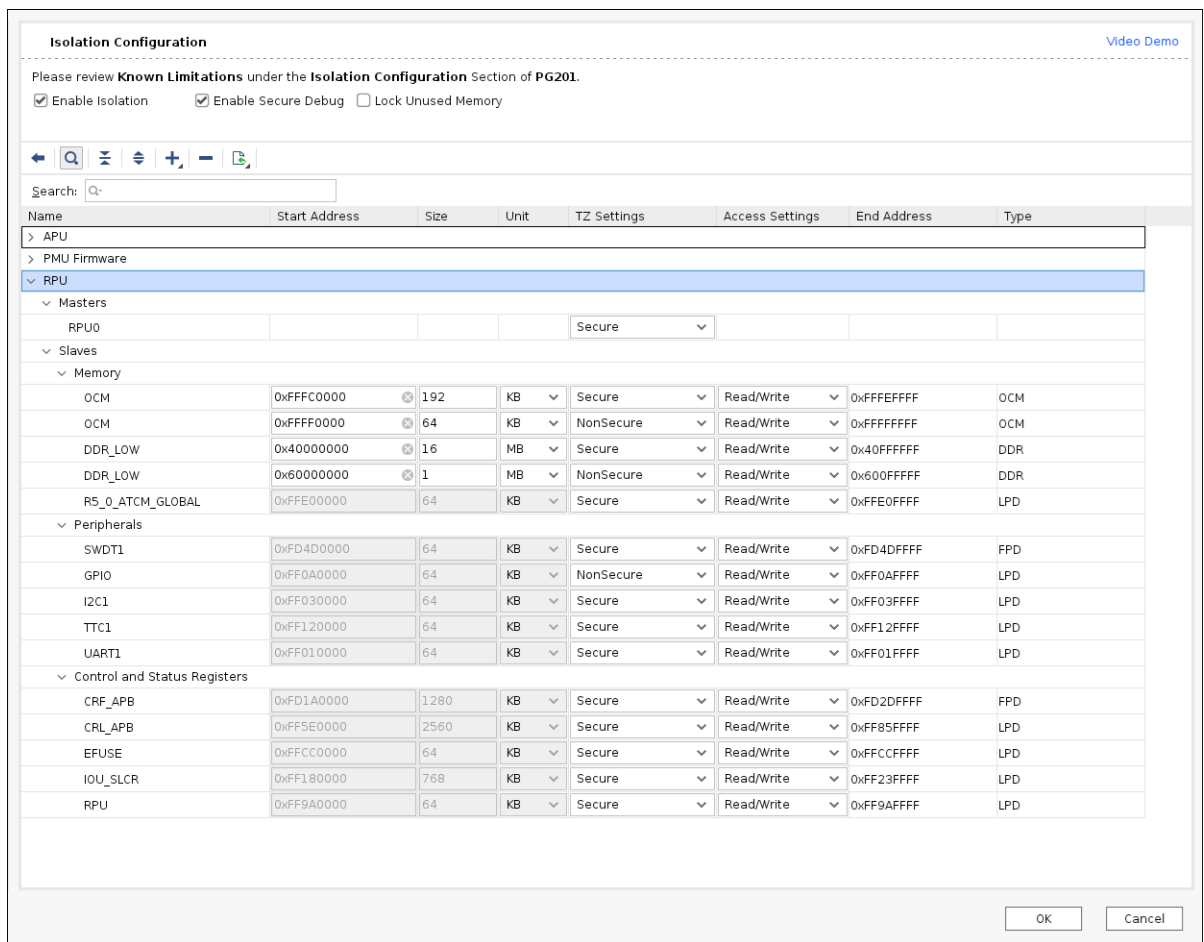 Isolation Configuration Video Demo
Please review Known Limitations under the Isolation Configuration Section of PG201.
Enable Isolation Enable Secure Debug Lock Unused Memory
Search:
Name Start Address Size Unit TZ Settings Access Settings End Address Type
APU
PMU Firmware
RPU
Masters
RPU0 Secure
Slaves
Memory
OCM 0xFFFC0000 192 KB Secure Read/Write 0xFFFEFFFF OCM
OCM 0xFFFF0000 64 KB NonSecure Read/Write 0xFFFFFFFF OCM
DDR_LOW 0x40000000 16 MB Secure Read/Write 0x40FFFFFF DDR
DDR_LOW 0x60000000 1 MB NonSecure Read/Write 0x600FFFFF DDR
R5_0_ATCM_GLOBAL 0xFFE00000 64 KB Secure Read/Write 0xFFE0FFFF LPD
Peripherals
SWDT1 0xFD4D0000 64 KB Secure Read/Write 0xFD4DFFFF FPD
GPIO 0xFF0A0000 64 KB NonSecure Read/Write 0xFF0AFFFF LPD
I2C1 0xFF030000 64 KB Secure Read/Write 0xFF03FFFF LPD
TTC1 0xFF120000 64 KB Secure Read/Write 0xFF12FFFF LPD
UART1 0xFF010000 64 KB Secure Read/Write 0xFF01FFFF LPD
Control and Status Registers
CRF_APB 0xFD1A0000 1280 KB Secure Read/Write 0xFD2DFFFF FPD
CRL_APB 0xFF5E0000 2560 KB Secure Read/Write 0xFF85FFFF LPD
EFUSE 0xFFCC0000 64 KB Secure Read/Write 0xFFCCFFFF LPD
IOU_SLCR 0xFF180000 768 KB Secure Read/Write 0xFF23FFFF LPD
RPU 0xFF9A0000 64 KB Secure Read/Write 0xFF9AFFFF LPD
OK Cancel